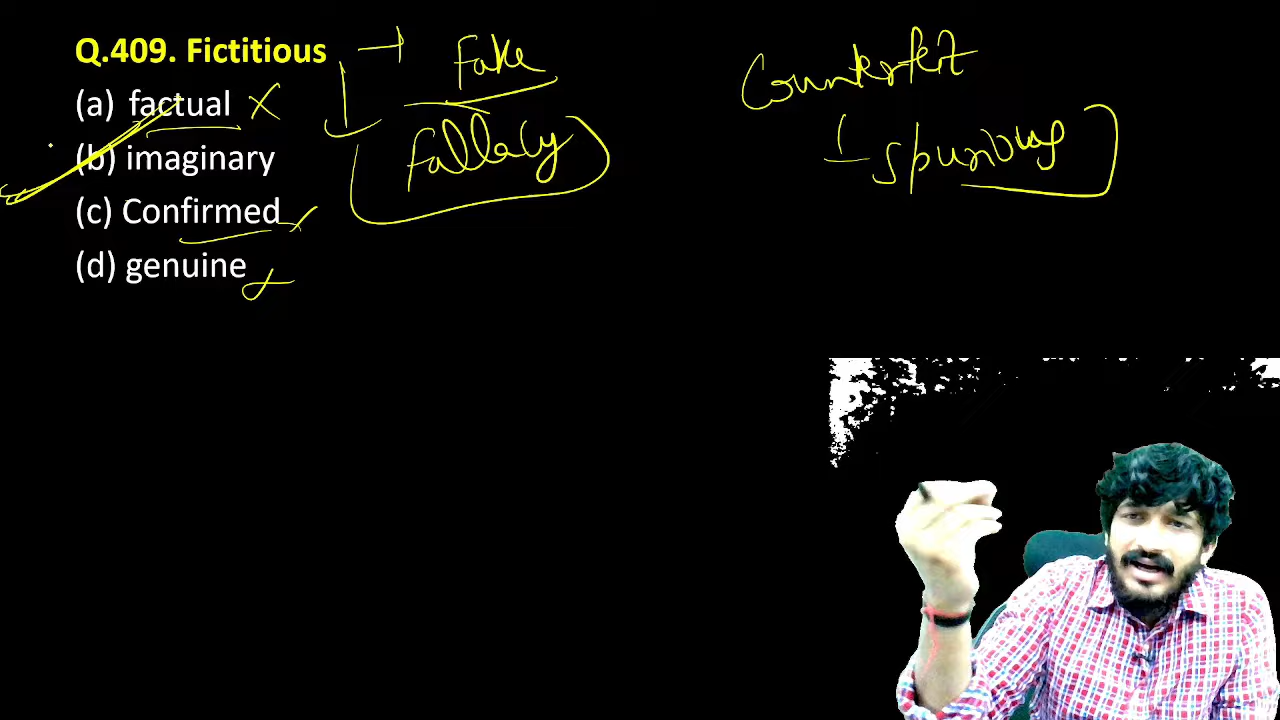 Q.409. Fictitious
(a) factual
(b) imaginary
(c) Confirmed
(d) genuine
Fake
Fallacy
Counterfeit
Spurious